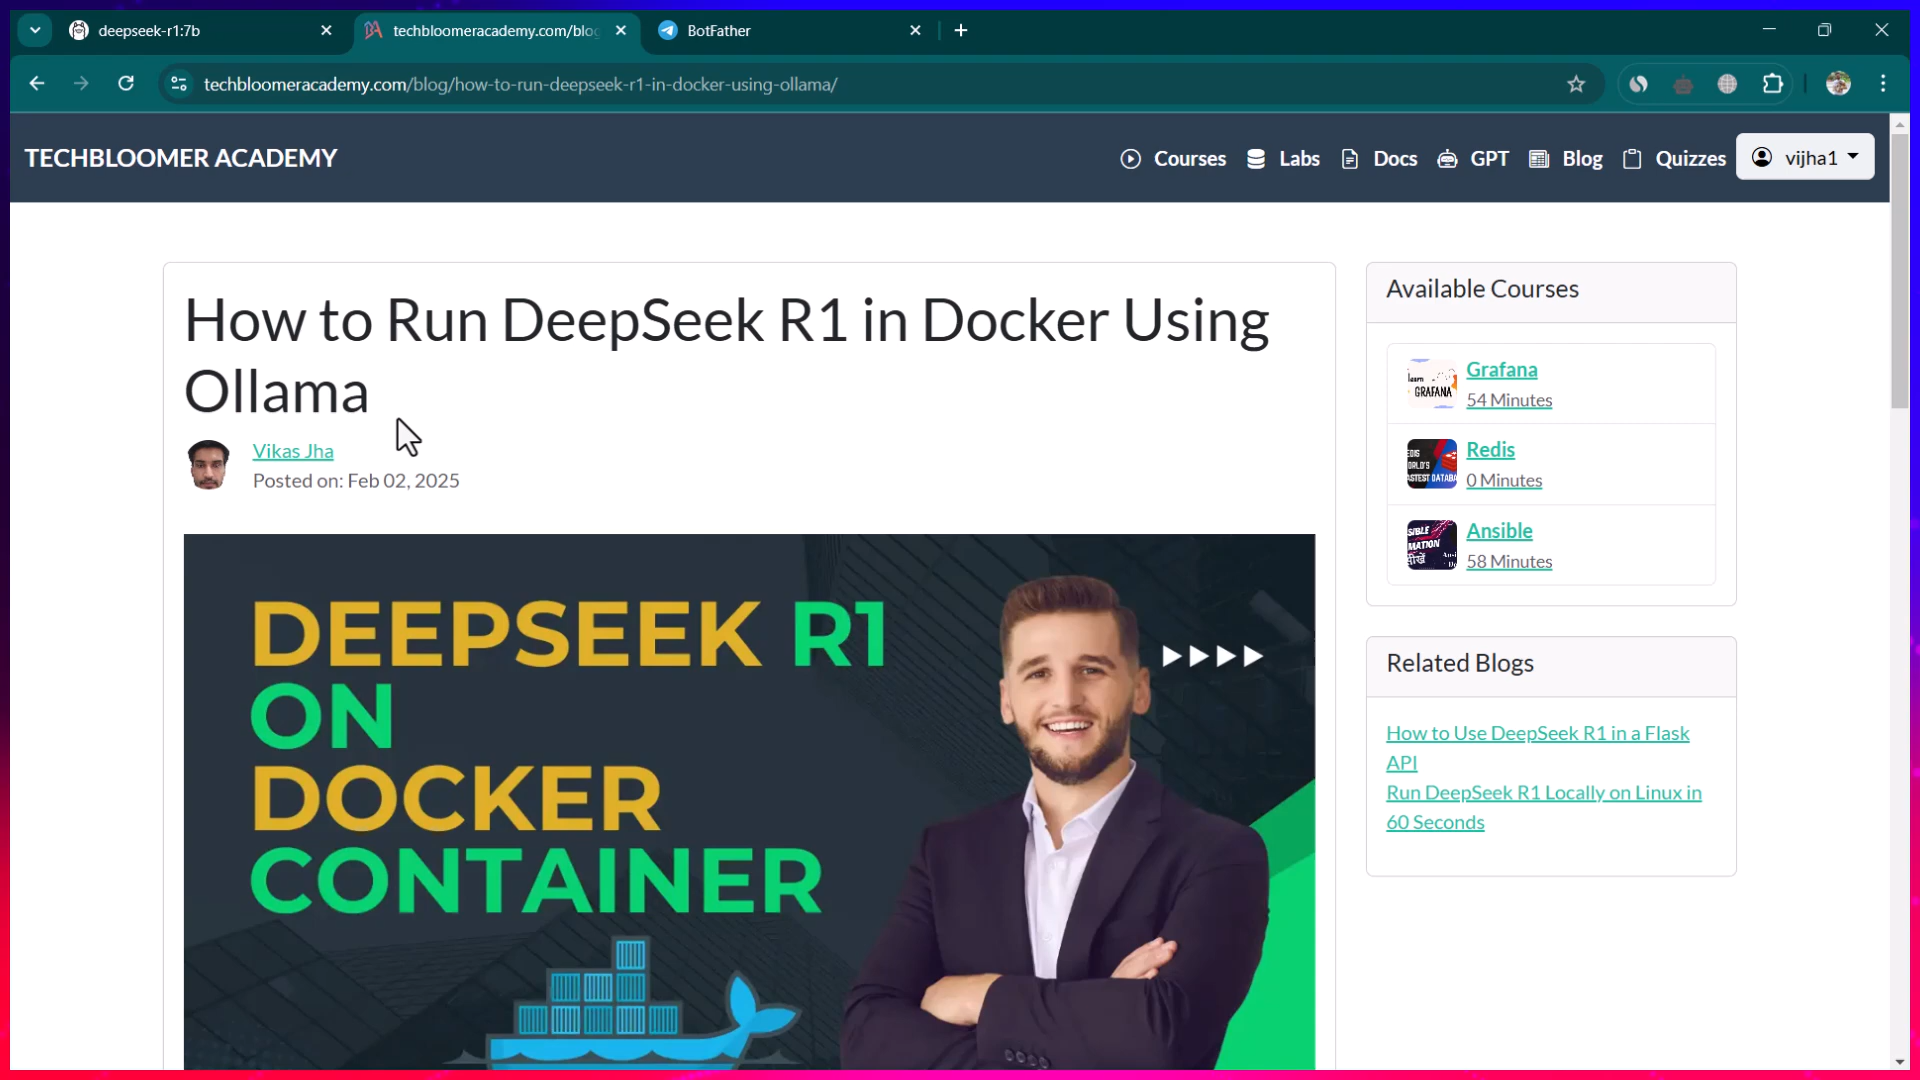 deepseek-r1:7b
techbloomeracademy.com/blog
BotFather
techbloomeracademy.com/blog/how-to-run-deepseek-r1-in-docker-using-ollama/
TECHBLOOMER ACADEMY
Courses
Labs
Docs
GPT
Blog
Quizzes
vijha1
How to Run DeepSeek R1 in Docker Using
Ollama
Vikas Jha
Posted on: Feb 02, 2025
DEEPSEEK R1
ON
DOCKER
CONTAINER
Available Courses
learn
GRAFANA
Grafana
54 Minutes
Redis
0 Minutes
Ansible
58 Minutes
Related Blogs
How to Use DeepSeek R1 in a Flask
API
Run DeepSeek R1 Locally on Linux in
60 Seconds